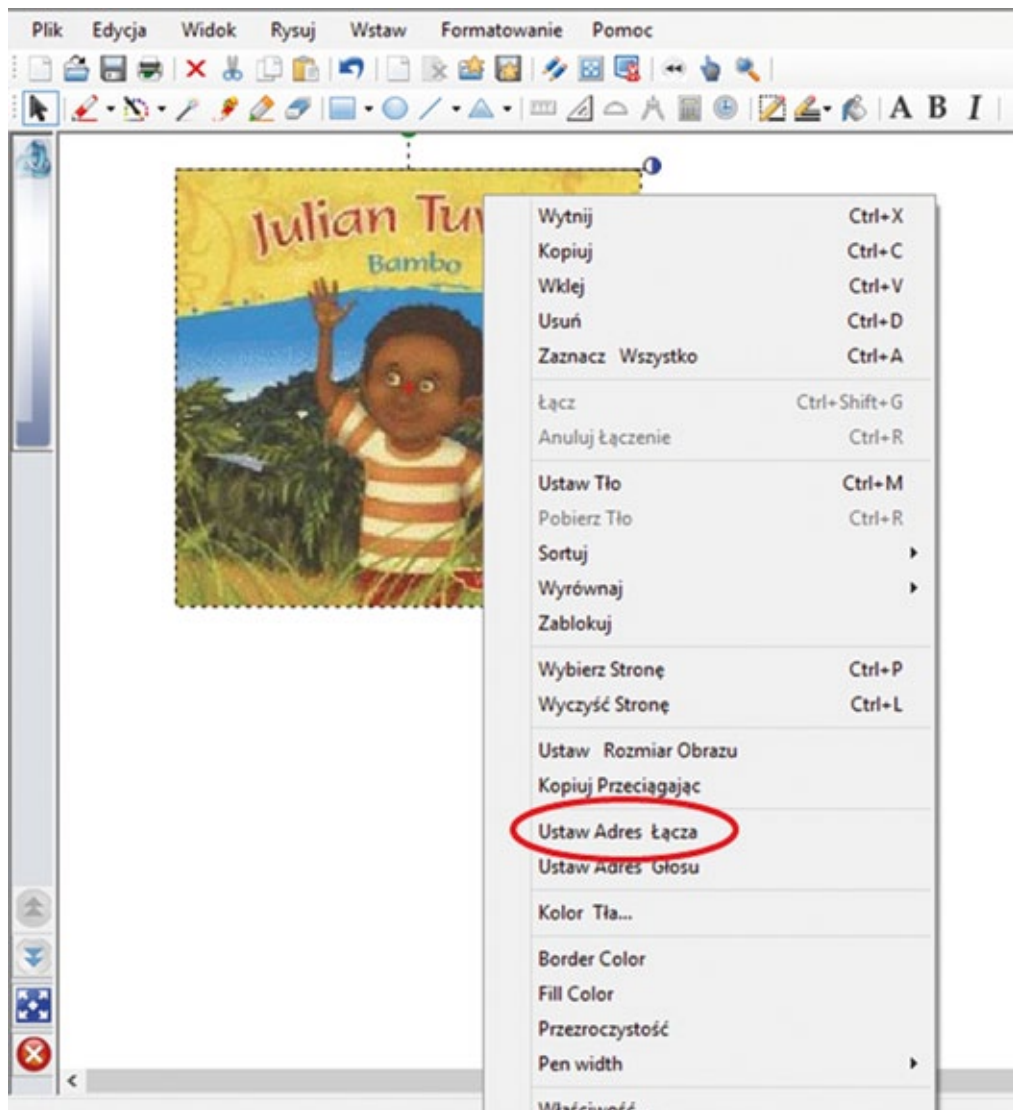 Plik Edycja Widok Rysuj Wstaw Formatowanie Pomoc
A B I
Julian
Bambo
Wytnij Ctrl+X
Kopiuj Ctrl+C
Wklej Ctrl+V
Usuń Ctrl+D
Zaznacz Wszystko Ctrl+A
Łącz Ctrl+Shift+G
Anuluj Łączenie Ctrl+R
Ustaw Tło Ctrl+M
Pobierz Tło Ctrl+R
Sortuj
Wyrównaj
Zablokuj
Wybierz Stronę Ctrl+P
Wyczyść Stronę Ctrl+L
Ustaw Rozmiar Obrazu
Kopiuj Przeciągając
Ustaw Adres Łącza
Ustaw Adres Głosu
Kolor Tła...
Border Color
Fill Color
Przezroczystość
Pen width